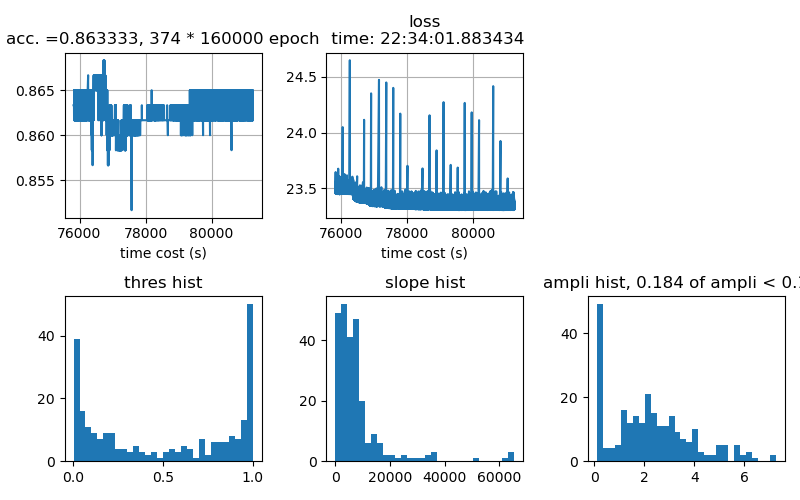 acc. =0.863333, 374 * 160000 epoch
loss
time: 22:34:01.883434
0.865
0.860
0.855
76000 78000 80000
time cost (s)
24.5
24.0
23.5
76000 78000 80000
time cost (s)
thres hist
40
20
0
0.0 0.5 1.0
slope hist
40
20
0
0 20000 40000 60000
ampli hist, 0.184 of ampli < 0.
40
20
0
0 2 4 6